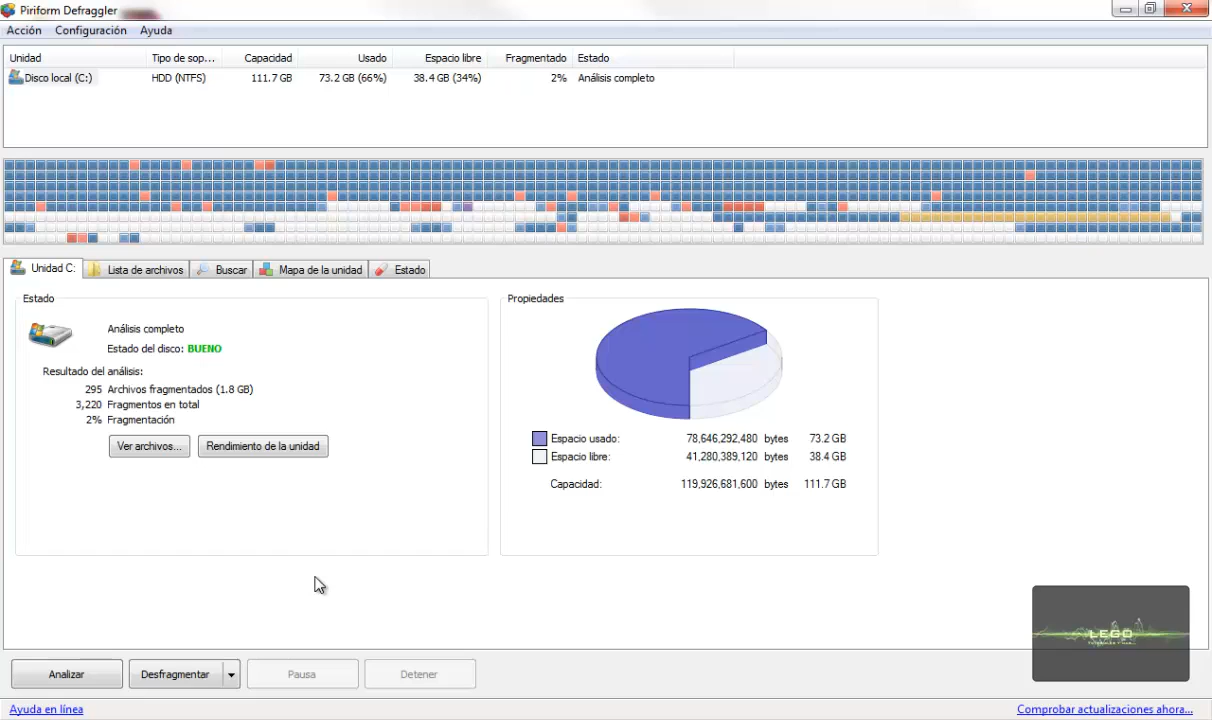 Piriform Defraggler
Acción Configuración Ayuda
Unidad Tipo de sop... Capacidad Usado Espacio libre Fragmentado Estado
Disco local (C:) HDD (NTFS) 111.7 GB 73.2 GB (66%) 38.4 GB (34%) 2% Análisis completo
Unidad C: Lista de archivos Buscar Mapa de la unidad Estado
Estado
Análisis completo
Estado del disco: BUENO
Resultado del análisis:
295 Archivos fragmentados (1.8 GB)
3,220 Fragmentos en total
2% Fragmentación
Ver archivos... Rendimiento de la unidad
Propiedades
Espacio usado: 78,646,292,480 bytes 73.2 GB
Espacio libre: 41,280,389,120 bytes 38.4 GB
Capacidad: 119,926,681,600 bytes 111.7 GB
LEGO
Analizar Desfragmentar Pausa Detener
Ayuda en línea Comprobar actualizaciones ahora...